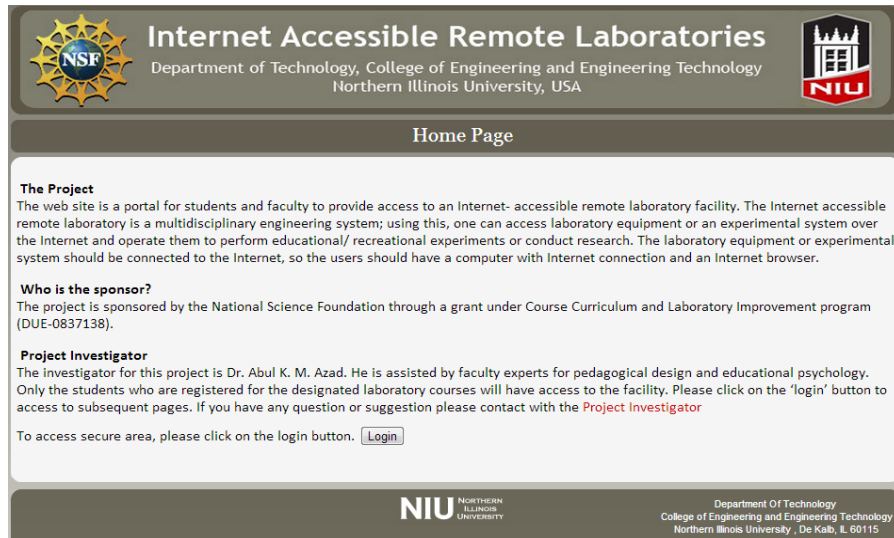 NSF
Internet Accessible Remote Laboratories
Department of Technology, College of Engineering and Engineering Technology
Northern Illinois University, USA
NIU
Home Page
The Project
The web site is a portal for students and faculty to provide access to an Internet- accessible remote laboratory facility. The Internet accessible
remote laboratory is a multidisciplinary engineering system; using this, one can access laboratory equipment or an experimental system over
the Internet and operate them to perform educational/ recreational experiments or conduct research. The laboratory equipment or experimental
system should be connected to the Internet, so the users should have a computer with Internet connection and an Internet browser.
Who is the sponsor?
The project is sponsored by the National Science Foundation through a grant under Course Curriculum and Laboratory Improvement program
(DUE-0837138).
Project Investigator
The investigator for this project is Dr. Abul K. M. Azad. He is assisted by faculty experts for pedagogical design and educational psychology.
Only the students who are registered for the designated laboratory courses will have access to the facility. Please click on the ‘login’ button to
access to subsequent pages. If you have any question or suggestion please contact with the Project Investigator
To access secure area, please click on the login button. Login
NIU NORTHERN
ILLINOIS
UNIVERSITY
Department Of Technology
College of Engineering and Engineering Technology
Northern Illinois University , De Kalb, IL 60115